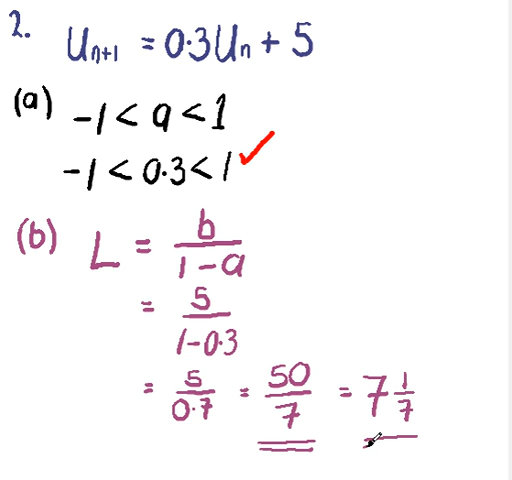 2. Un+1 = 0.3Un + 5
(a) -1 < a < 1
-1 < 0.3 < 1 ✓
(b) L = b/(1-a)
= 5/(1-0.3)
= 5/0.7 = 50/7 = 7 1/7